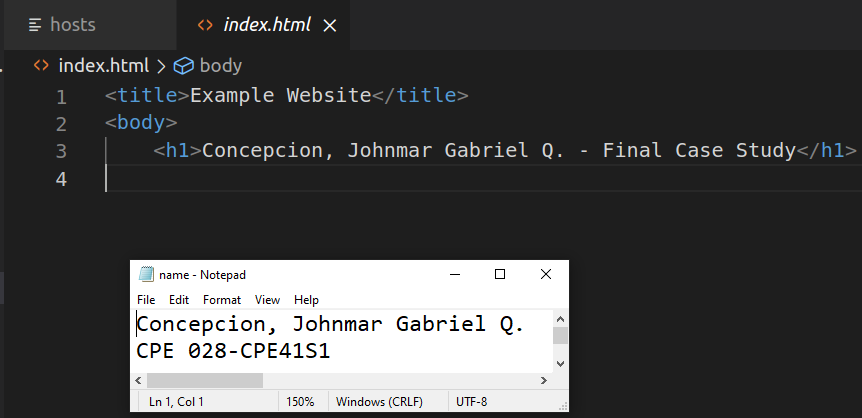 hosts
index.html
index.html > body
1 <title>Example Website</title>
2 <body>
3 <h1>Concepcion, Johnmar Gabriel Q. - Final Case Study</h1>
4
name - Notepad
File Edit Format View Help
Concepcion, Johnmar Gabriel Q.
CPE 028-CPE41S1
Ln 1, Col 1 150% Windows (CRLF) UTF-8